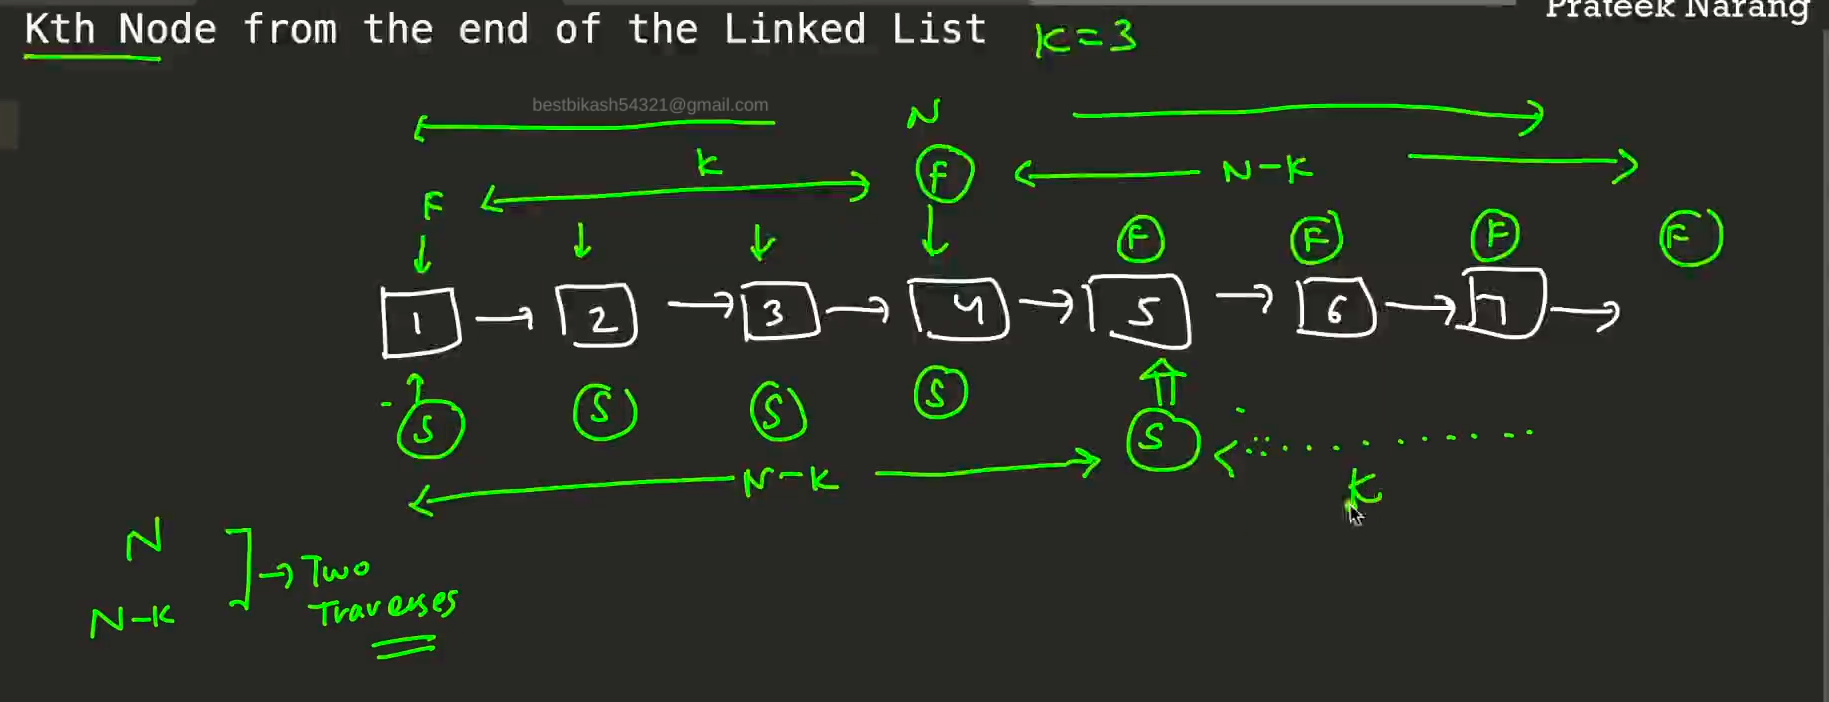 Prateek Narang
Kth Node from the end of the Linked List K=3
bestbikash54321@gmail.com
N
K F N-K
F F F F F
1 2 3 4 5 6 7
S S S S S
N-K K
N
Two
N-K Traverses